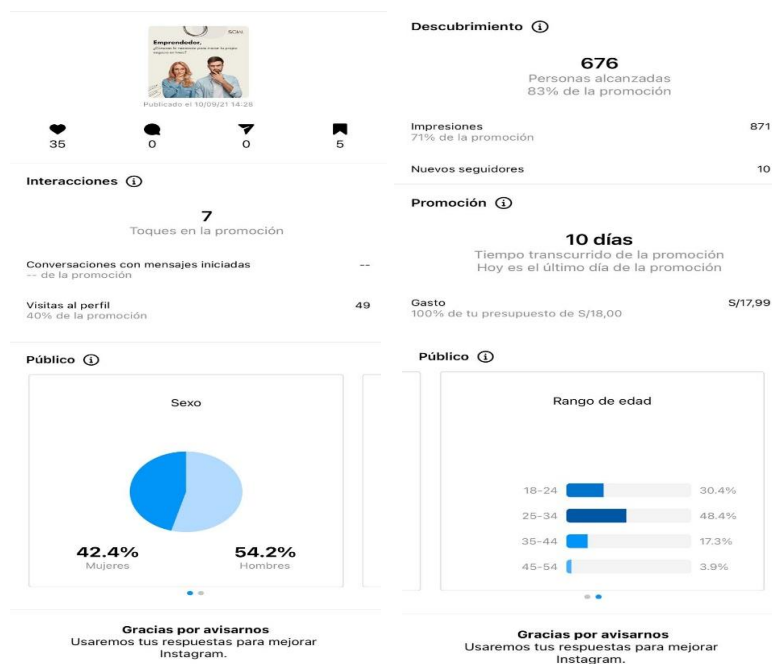 SOKO
Emprendedor,
Publicado el 10/09/21 14:28
35
0
0
5
Interacciones
7
Toques en la promoción
Conversaciones con mensajes iniciadas
--
-- de la promoción
Visitas al perfil
49
40% de la promoción
Público
Sexo
42.4%
54.2%
Mujeres
Hombres
Gracias por avisarnos
Usaremos tus respuestas para mejorar
Instagram.
Descubrimiento
676
Personas alcanzadas
83% de la promoción
Impresiones
871
71% de la promoción
Nuevos seguidores
10
Promoción
10 días
Tiempo transcurrido de la promoción
Hoy es el último día de la promoción
Gasto
S/17,99
100% de tu presupuesto de S/18,00
Público
Rango de edad
18-24
30.4%
25-34
48.4%
35-44
17.3%
45-54
3.9%
Gracias por avisarnos
Usaremos tus respuestas para mejorar
Instagram.